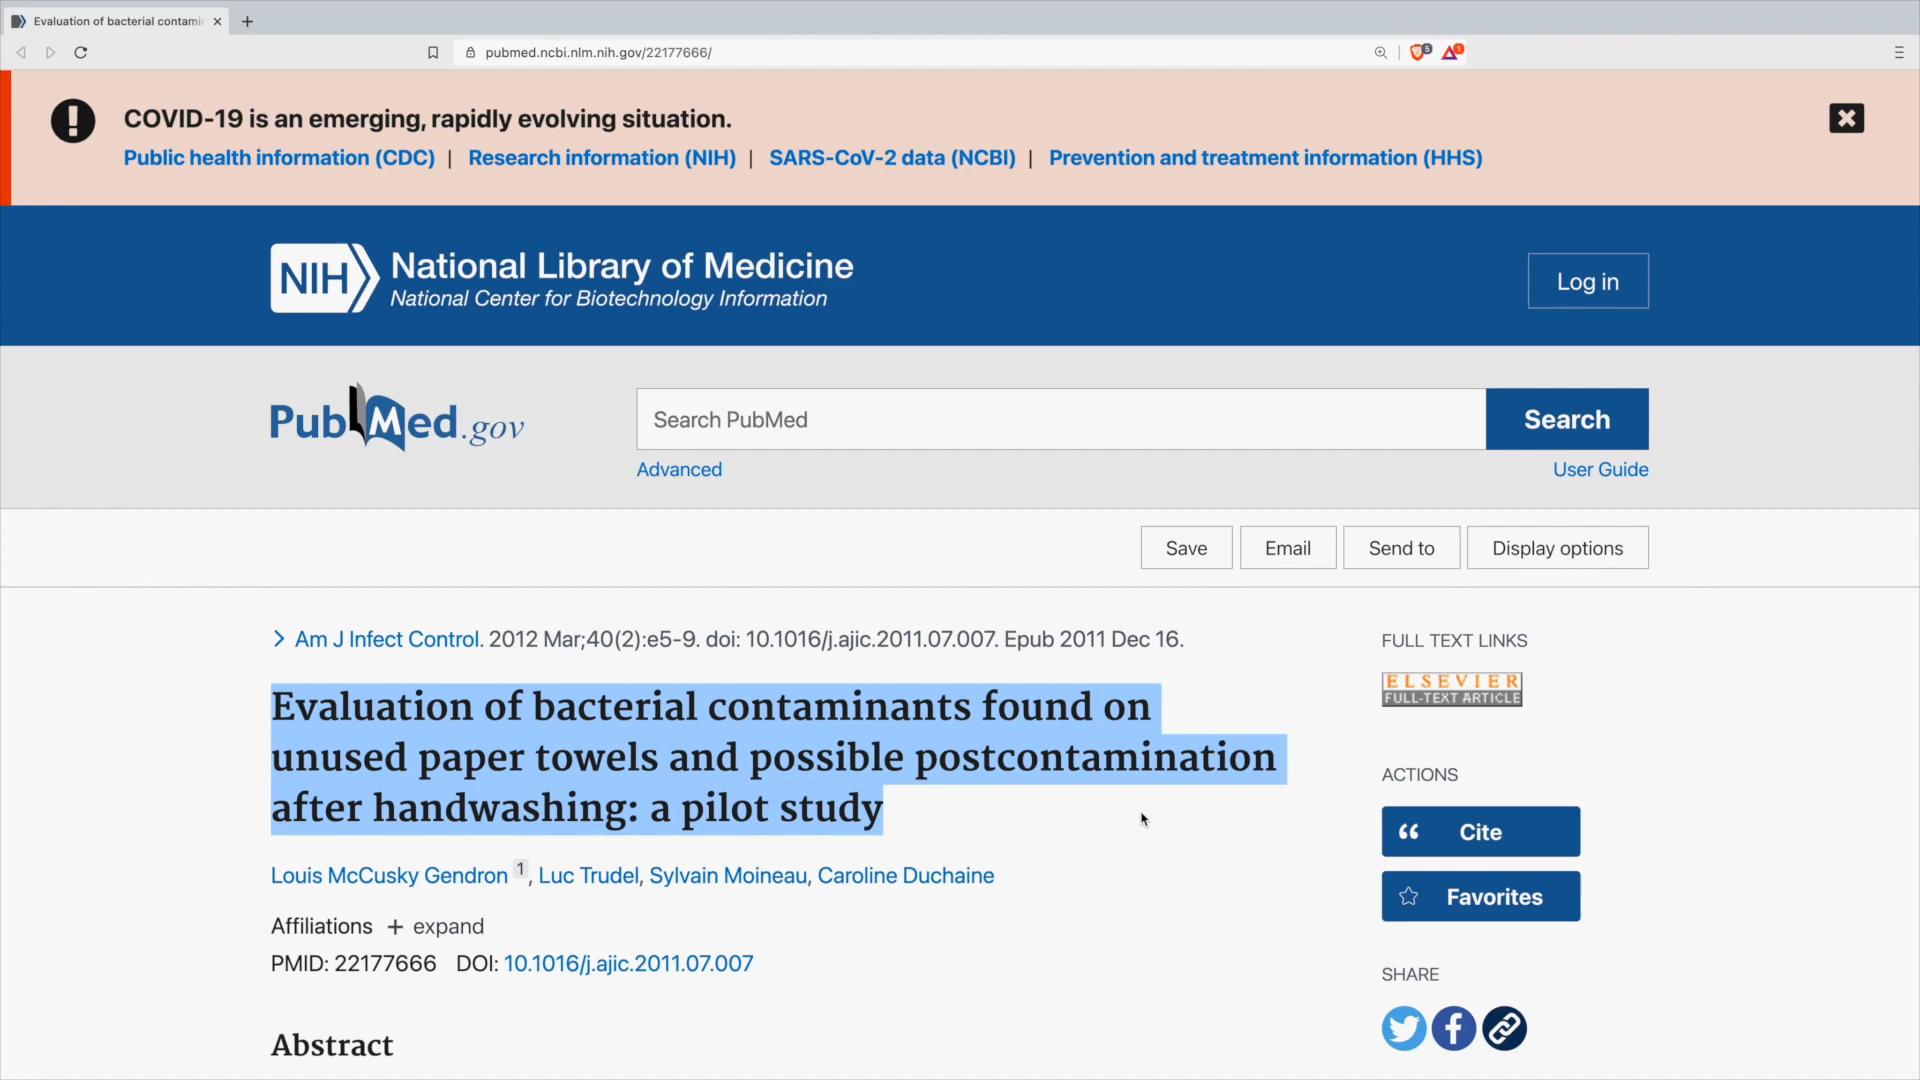 Evaluation of bacterial contami
pubmed.ncbi.nlm.nih.gov/22177666/
5
1
COVID-19 is an emerging, rapidly evolving situation.
Public health information (CDC) | Research information (NIH) | SARS-CoV-2 data (NCBI) | Prevention and treatment information (HHS)
NIH National Library of Medicine
National Center for Biotechnology Information
Log in
PubMed.gov
Search PubMed
Search
Advanced
User Guide
Save
Email
Send to
Display options
> Am J Infect Control. 2012 Mar;40(2):e5-9. doi: 10.1016/j.ajic.2011.07.007. Epub 2011 Dec 16.
Evaluation of bacterial contaminants found on
unused paper towels and possible postcontamination
after handwashing: a pilot study
Louis McCusky Gendron 1, Luc Trudel, Sylvain Moineau, Caroline Duchaine
Affiliations + expand
PMID: 22177666 DOI: 10.1016/j.ajic.2011.07.007
Abstract
FULL TEXT LINKS
ELSEVIER
FULL-TEXT ARTICLE
ACTIONS
Cite
Favorites
SHARE